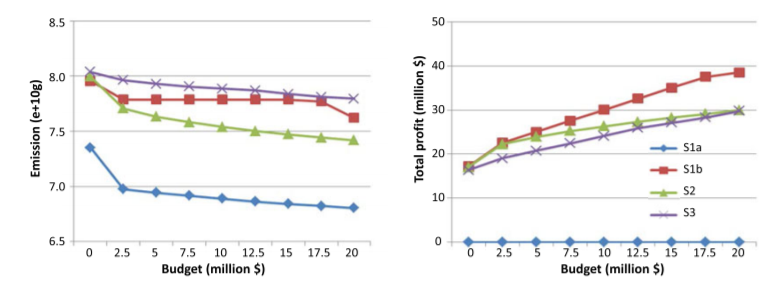 Emission (e+10g)
8.5
8.0
7.5
7.0
6.5
0 2.5 5 7.5 10 12.5 15 17.5 20
Budget (million $)
Total profit (million $)
50
40
30
20
10
0
S1a
S1b
S2
S3
0 2.5 5 7.5 10 12.5 15 17.5 20
Budget (million $)